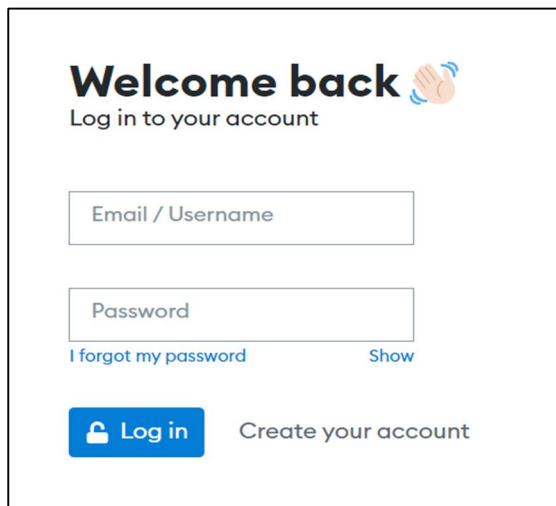 Welcome back 👋🏻
Log in to your account
Email / Username
Password
I forgot my password Show
Log in Create your account